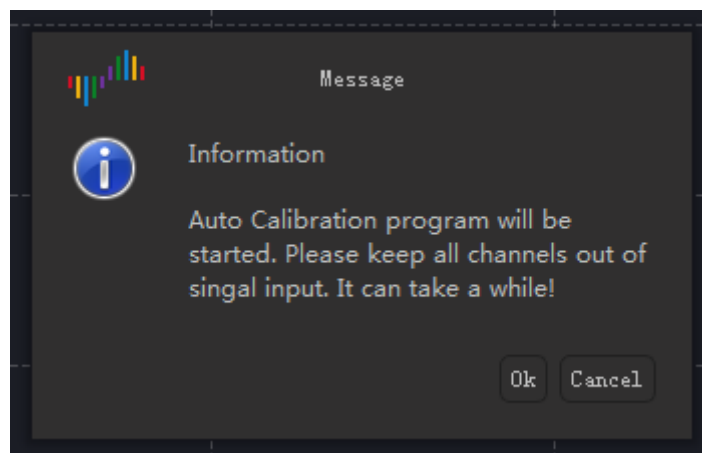 Message
Information
Auto Calibration program will be
started. Please keep all channels out of
singal input. It can take a while!
Ok Cancel